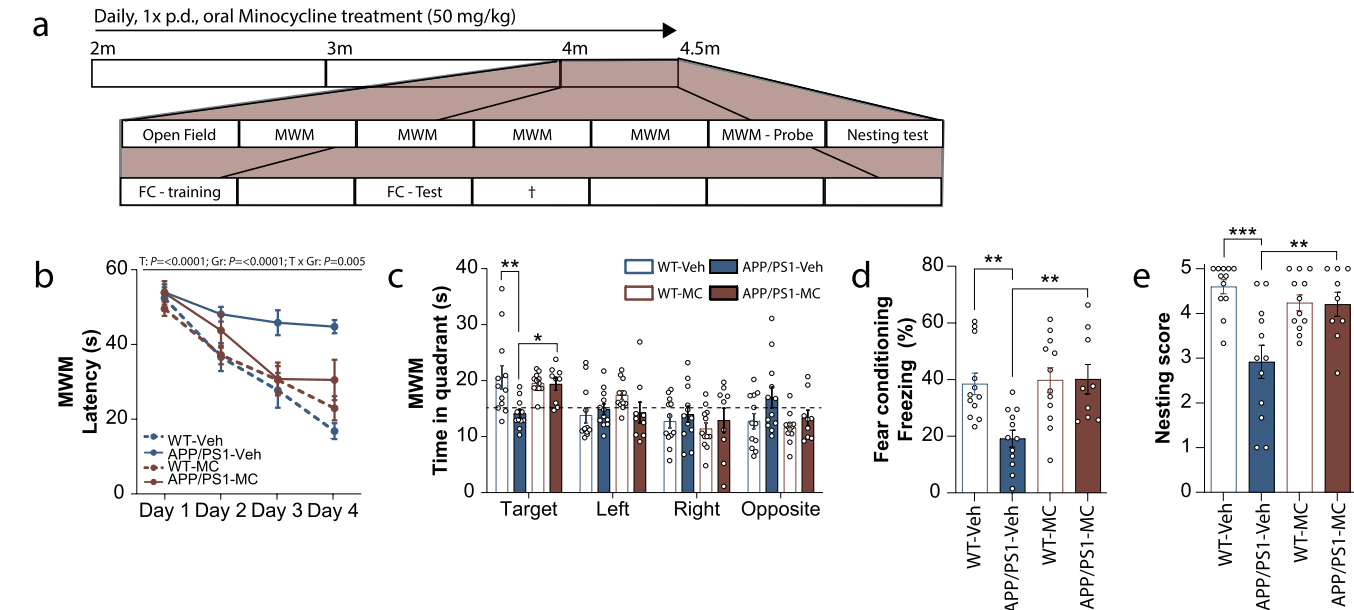 a
Daily, 1x p.d., oral Minocycline treatment (50 mg/kg)
2m 3m 4m 4.5m
Open Field MWM MWM MWM MWM MWM - Probe Nesting test
FC - training FC - Test †
b
T: P=<0.0001; Gr: P=<0.0001; T x Gr: P=0.005
MWM
Latency (s)
60
40
20
0
WT-Veh
APP/PS1-Veh
WT-MC
APP/PS1-MC
Day 1 Day 2 Day 3 Day 4
c
MWM
Time in quadrant (s)
40
30
20
10
0
**
*
WT-Veh APP/PS1-Veh
WT-MC APP/PS1-MC
Target Left Right Opposite
d
Fear conditioning
Freezing (%)
80
60
40
20
0
**
**
WT-Veh
APP/PS1-Veh
WT-MC
APP/PS1-MC
e
Nesting score
5
4
3
2
1
0
***
**
WT-Veh
APP/PS1-Veh
WT-MC
APP/PS1-MC